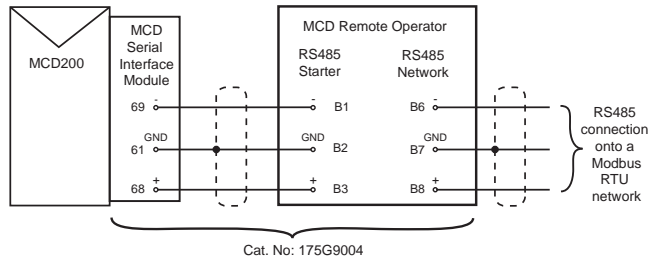 MCD200
MCD
Serial
Interface
Module
MCD Remote Operator
RS485
Starter
RS485
Network
69 -
- B1
B6 -
61 GND
GND B2
B7 GND
68 +
+ B3
B8 +
RS485
connection
onto a
Modbus
RTU
network
Cat. No: 175G9004